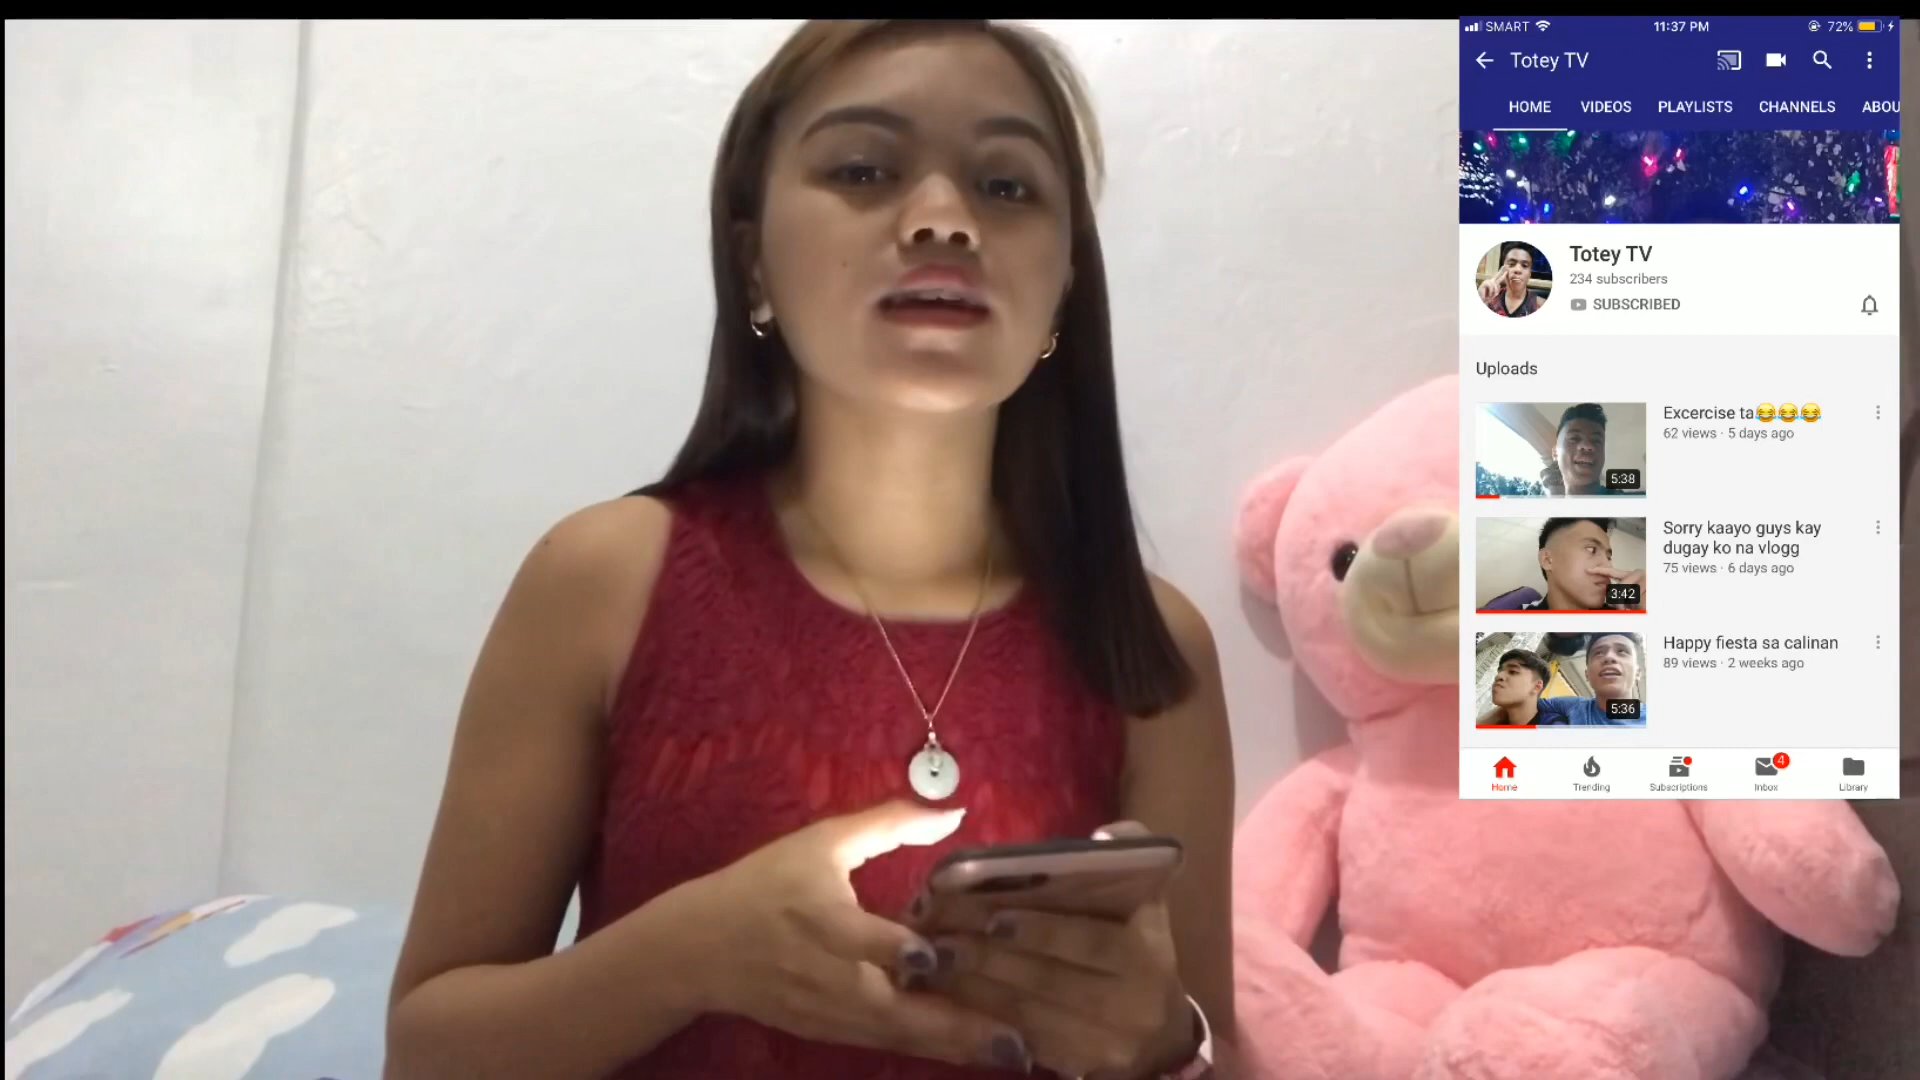 SMART 11:37 PM 72%
Totey TV
HOME VIDEOS PLAYLISTS CHANNELS ABOU
Totey TV
234 subscribers
SUBSCRIBED
Uploads
Excercise ta😂😂😂
62 views · 5 days ago
5:38
Sorry kaayo guys kay
dugay ko na vlogg
75 views · 6 days ago
3:42
Happy fiesta sa calinan
89 views · 2 weeks ago
5:36
4
Home Trending Subscriptions Inbox Library